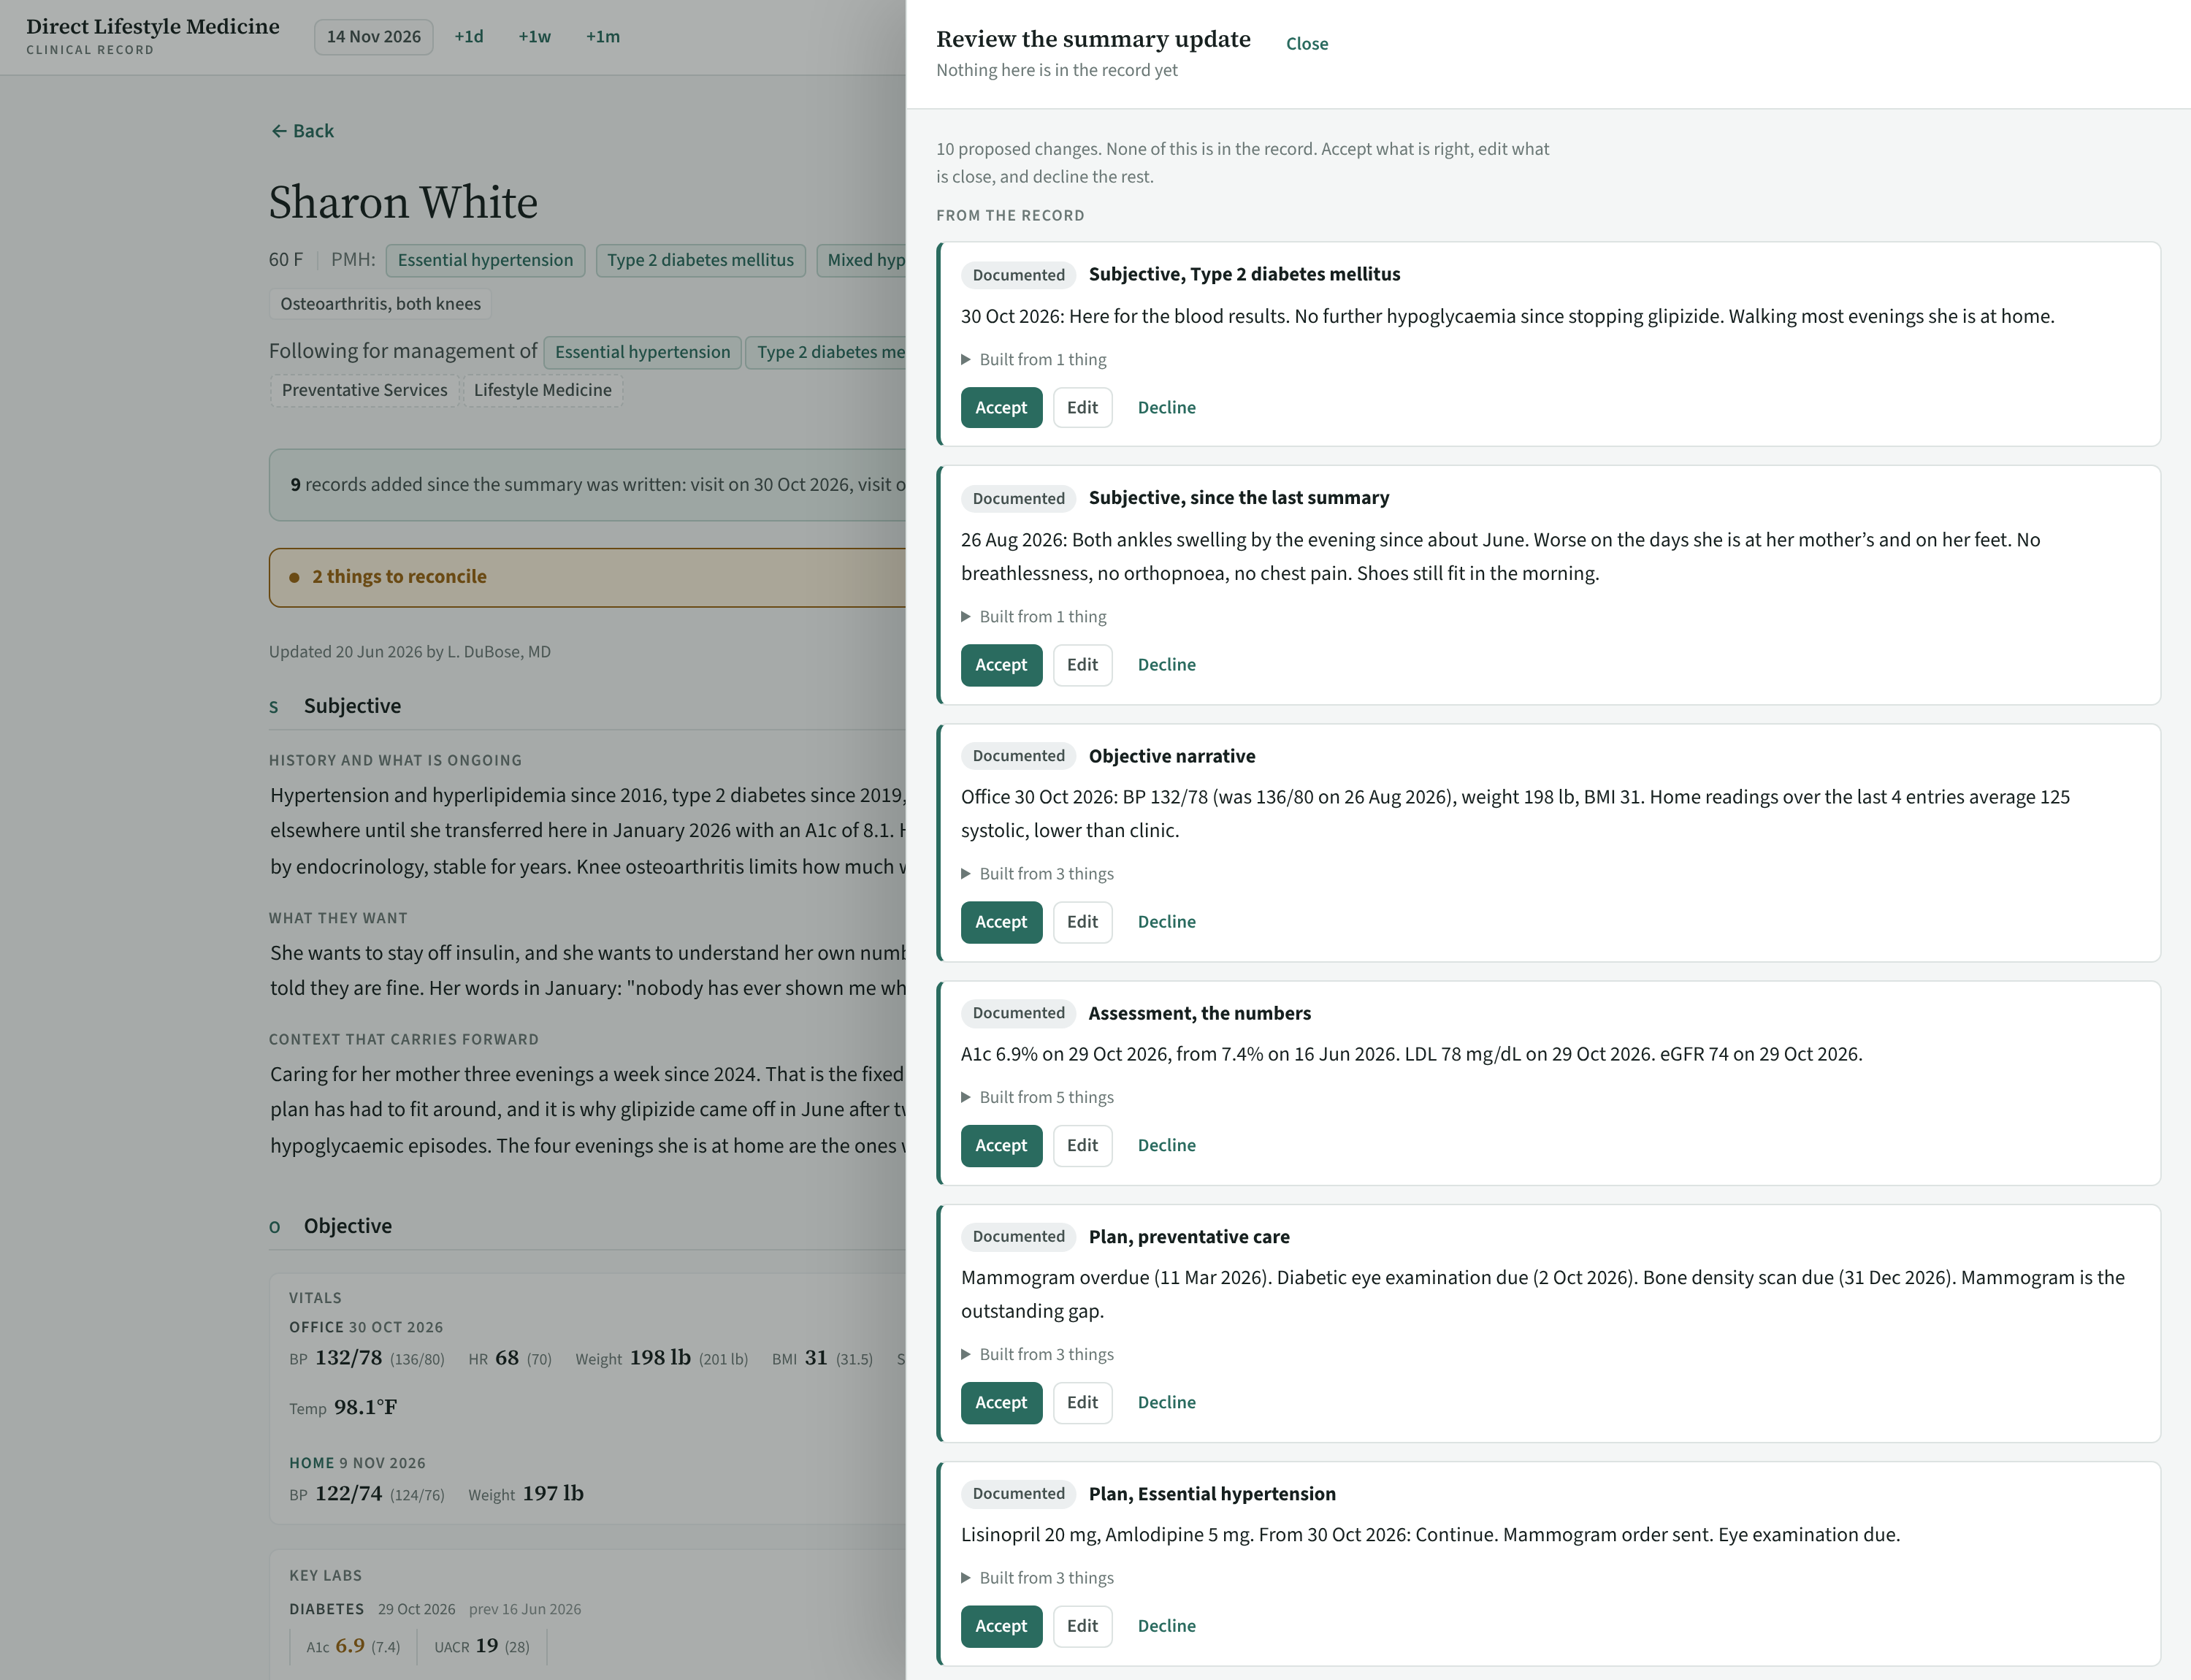 Direct Lifestyle Medicine
CLINICAL RECORD
14 Nov 2026
+1d
+1w
+1m
← Back
Sharon White
60 F | PMH: Essential hypertension Type 2 diabetes mellitus Mixed
Osteoarthritis, both knees
Following for management of Essential hypertension Type 2 diabetes
Preventative Services Lifestyle Medicine
9 records added since the summary was written: visit on 30 Oct 2026, visit
2 things to reconcile
Updated 20 Jun 2026 by L. DuBose, MD
S Subjective
HISTORY AND WHAT IS ONGOING
Hypertension and hyperlipidemia since 2016, type 2 diabetes since 2019,
elsewhere until she transferred here in January 2026 with an A1c of 8.1.
by endocrinology, stable for years. Knee osteoarthritis limits how much
WHAT THEY WANT
She wants to stay off insulin, and she wants to understand her own
told they are fine. Her words in January: "nobody has ever shown me
CONTEXT THAT CARRIES FORWARD
Caring for her mother three evenings a week since 2024. That is the fixed
plan has had to fit around, and it is why glipizide came off in June after
hypoglycaemic episodes. The four evenings she is at home are the ones
O Objective
VITALS
OFFICE 30 OCT 2026
BP 132/78 (136/80) HR 68 (70) Weight 198 lb (201 lb) BMI 31 (31.5)
Temp 98.1°F
HOME 9 NOV 2026
BP 122/74 (124/76) Weight 197 lb
KEY LABS
DIABETES 29 Oct 2026 prev 16 Jun 2026
A1c 6.9 (7.4) UACR 19 (28)
Review the summary update
Close
Nothing here is in the record yet
10 proposed changes. None of this is in the record. Accept what is right, edit what
is close, and decline the rest.
FROM THE RECORD
Documented Subjective, Type 2 diabetes mellitus
30 Oct 2026: Here for the blood results. No further hypoglycaemia since stopping glipizide. Walking most evenings she is at home.
Built from 1 thing
Accept Edit Decline
Documented Subjective, since the last summary
26 Aug 2026: Both ankles swelling by the evening since about June. Worse on the days she is at her mother’s and on her feet. No
breathlessness, no orthopnoea, no chest pain. Shoes still fit in the morning.
Built from 1 thing
Accept Edit Decline
Documented Objective narrative
Office 30 Oct 2026: BP 132/78 (was 136/80 on 26 Aug 2026), weight 198 lb, BMI 31. Home readings over the last 4 entries average 125
systolic, lower than clinic.
Built from 3 things
Accept Edit Decline
Documented Assessment, the numbers
A1c 6.9% on 29 Oct 2026, from 7.4% on 16 Jun 2026. LDL 78 mg/dL on 29 Oct 2026. eGFR 74 on 29 Oct 2026.
Built from 5 things
Accept Edit Decline
Documented Plan, preventative care
Mammogram overdue (11 Mar 2026). Diabetic eye examination due (2 Oct 2026). Bone density scan due (31 Dec 2026). Mammogram is the
outstanding gap.
Built from 3 things
Accept Edit Decline
Documented Plan, Essential hypertension
Lisinopril 20 mg, Amlodipine 5 mg. From 30 Oct 2026: Continue. Mammogram order sent. Eye examination due.
Built from 3 things
Accept Edit Decline